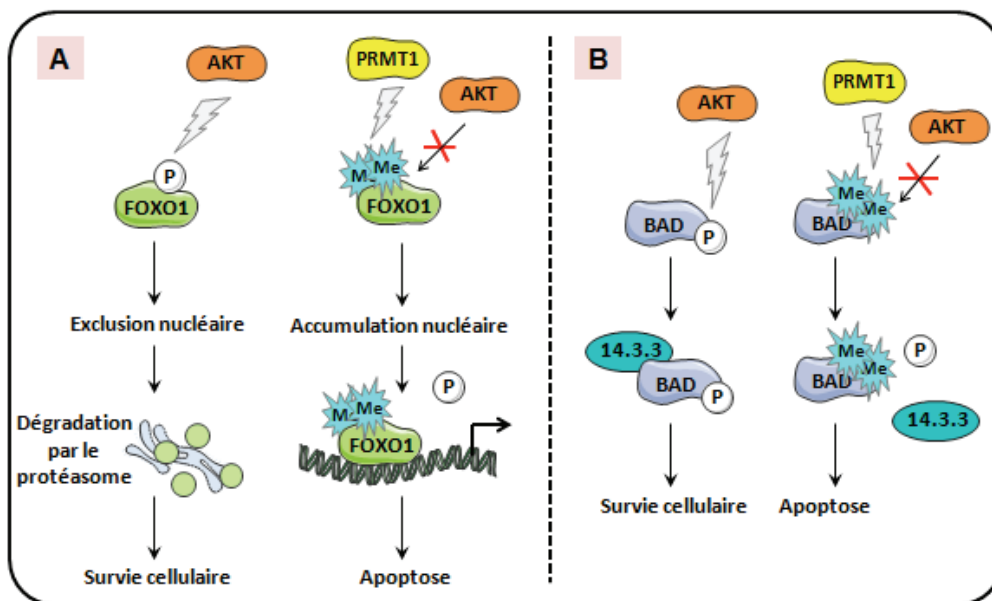 A
AKT
P
FOXO1
Exclusion nucléaire
Dégradation
par le
protéasome
Survie cellulaire
PRMT1
AKT
Me
FOXO1
Accumulation nucléaire
P
Me
FOXO1
Apoptose
B
AKT
BAD
P
14.3.3
BAD
P
Survie cellulaire
PRMT1
AKT
Me
Me
BAD
Me
Me
BAD
P
14.3.3
Apoptose